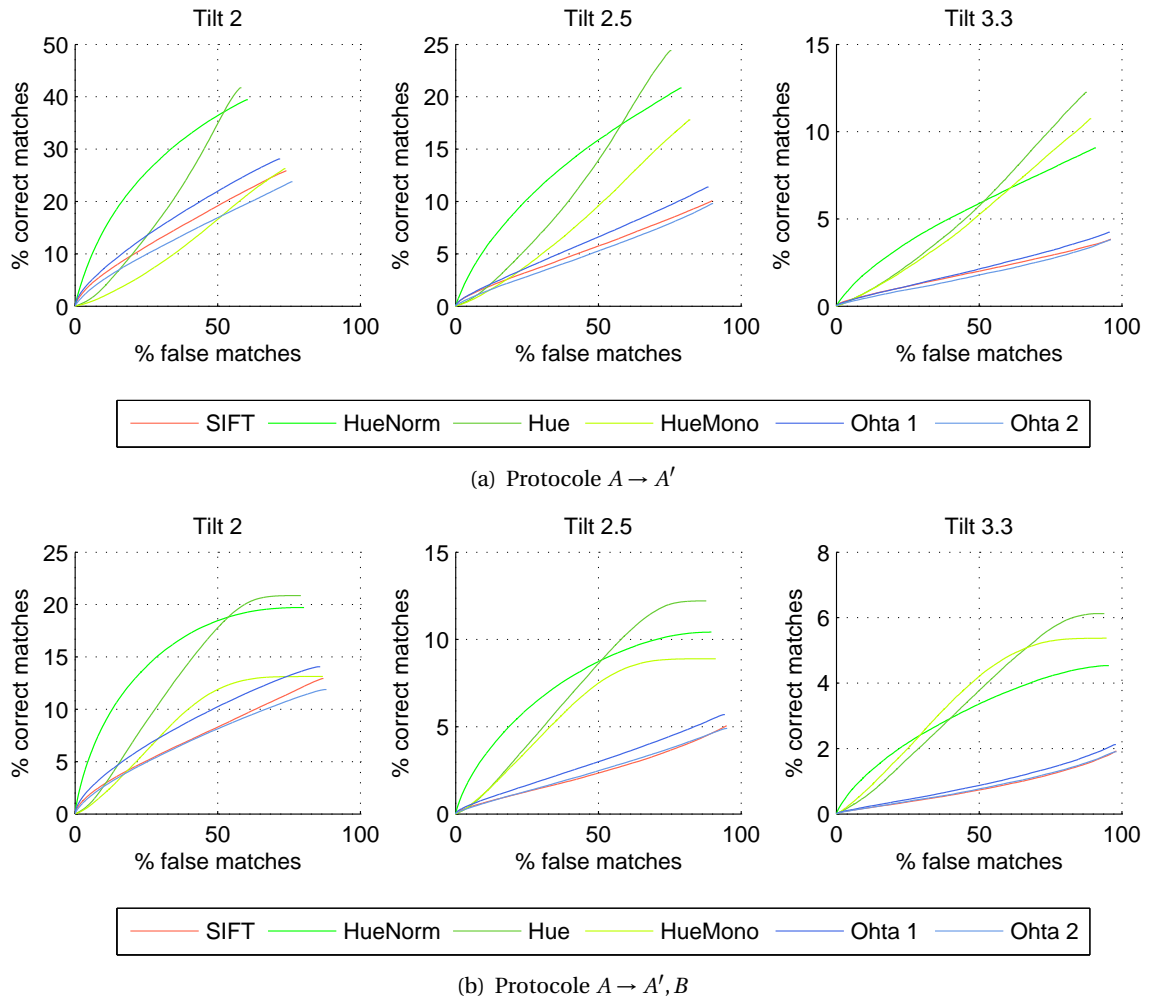 Tilt 2
Tilt 2.5
Tilt 3.3
50
40
30
20
10
0
0
50
100
% correct matches
% false matches
25
20
15
10
5
0
0
50
100
% correct matches
% false matches
15
10
5
0
0
50
100
% correct matches
% false matches
SIFT HueNorm Hue HueMono Ohta 1 Ohta 2
(a) Protocole A → A′
Tilt 2
Tilt 2.5
Tilt 3.3
25
20
15
10
5
0
0
50
100
% correct matches
% false matches
15
10
5
0
0
50
100
% correct matches
% false matches
8
6
4
2
0
0
50
100
% correct matches
% false matches
SIFT HueNorm Hue HueMono Ohta 1 Ohta 2
(b) Protocole A → A′, B